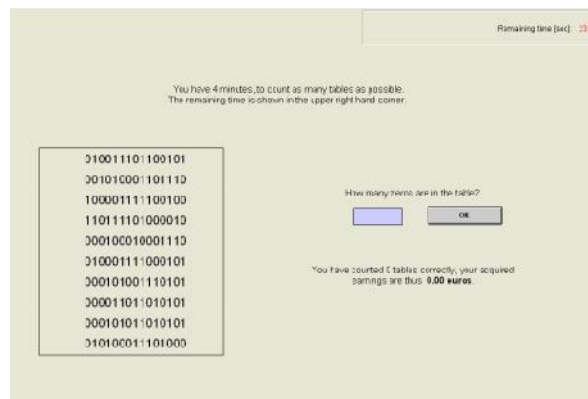 Remaining time [sec]:
You have 4 minutes, to count as many tables as possible.
The remaining time is shown in the upper right hand corner.
010011101100101
001010001101110
100001111100100
110111101000010
000100010001110
010001111000101
000101001110101
000011011010101
000101011010101
010100011101000
How many zeros are in the table?
OK
You have counted 0 tables correctly, your acquired
earnings are thus 0.00 euros.